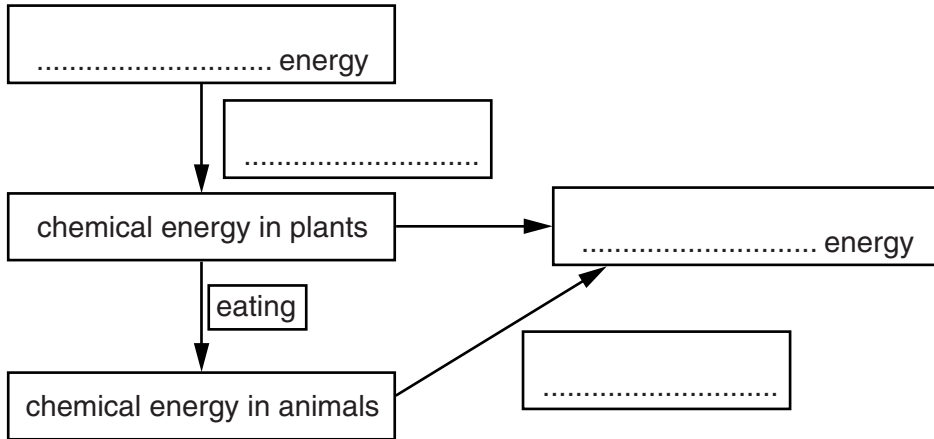 ............................. energy
.............................
chemical energy in plants
............................. energy
eating
.............................
chemical energy in animals